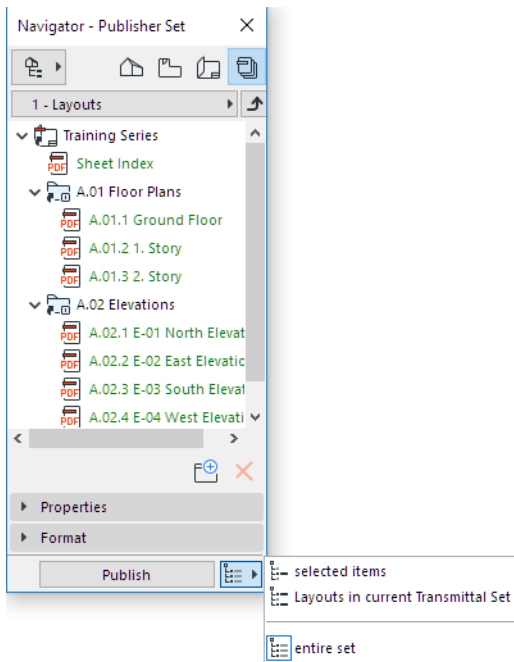 Navigator - Publisher Set
1 - Layouts
Training Series
PDF Sheet Index
A.01 Floor Plans
PDF A.01.1 Ground Floor
PDF A.01.2 1. Story
PDF A.01.3 2. Story
A.02 Elevations
PDF A.02.1 E-01 North Elevat
PDF A.02.2 E-02 East Elevatic
PDF A.02.3 E-03 South Elevat
PDF A.02.4 E-04 West Elevati
Properties
Format
Publish
selected items
Layouts in current Transmittal Set
entire set